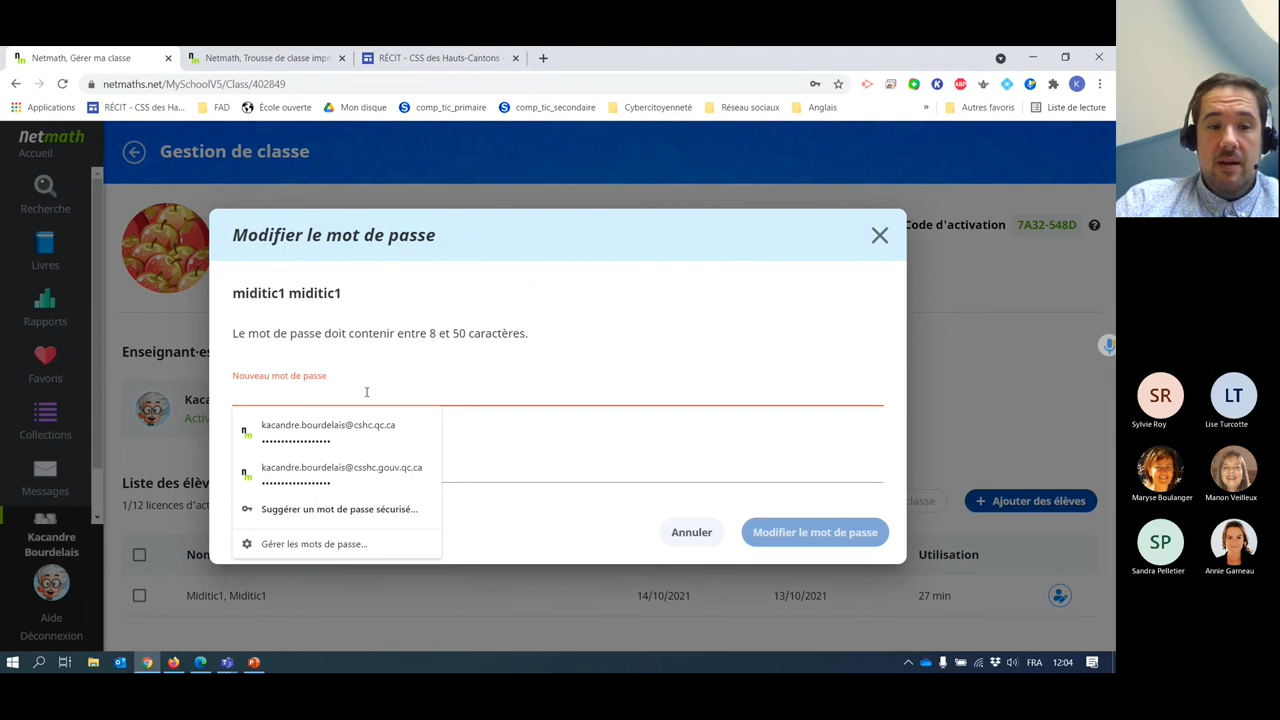 Netmath, Gérer ma classe
Netmath, Trousse de classe impr
RÉCIT - CSS des Hauts-Cantons -
netmaths.net/MySchoolV5/Class/402849
Applications
RÉCIT - CSS des Ha...
FAD
École ouverte
Mon disque
comp_tic_primaire
comp_tic_secondaire
Cybercitoyenneté
Réseau sociaux
Anglais
»
Autres favoris
Liste de lecture
Netmath
Accueil
Recherche
Livres
Rapports
Favoris
Collections
Messages
Kacandre
Bourdelais
Aide
Déconnexion
Gestion de classe
Code d'activation
7A32-548D
Enseignant·es
Kaca
Activ
Liste des élèv
1/12 licences d'act
classe
+ Ajouter des élèves
Modifier le mot de passe
miditic1 miditic1
Le mot de passe doit contenir entre 8 et 50 caractères.
Nouveau mot de passe
kacandre.bourdelais@cshc.qc.ca
kacandre.bourdelais@csshc.gouv.qc.ca
Suggérer un mot de passe sécurisé...
Gérer les mots de passe...
Annuler
Modifier le mot de passe
Nom
Utilisation
Miditic1, Miditic1
14/10/2021
13/10/2021
27 min
FRA
12:04
SR
Sylvie Roy
LT
Lise Turcotte
Maryse Boulanger
Manon Veilleux
SP
Sandra Pelletier
Annie Garneau